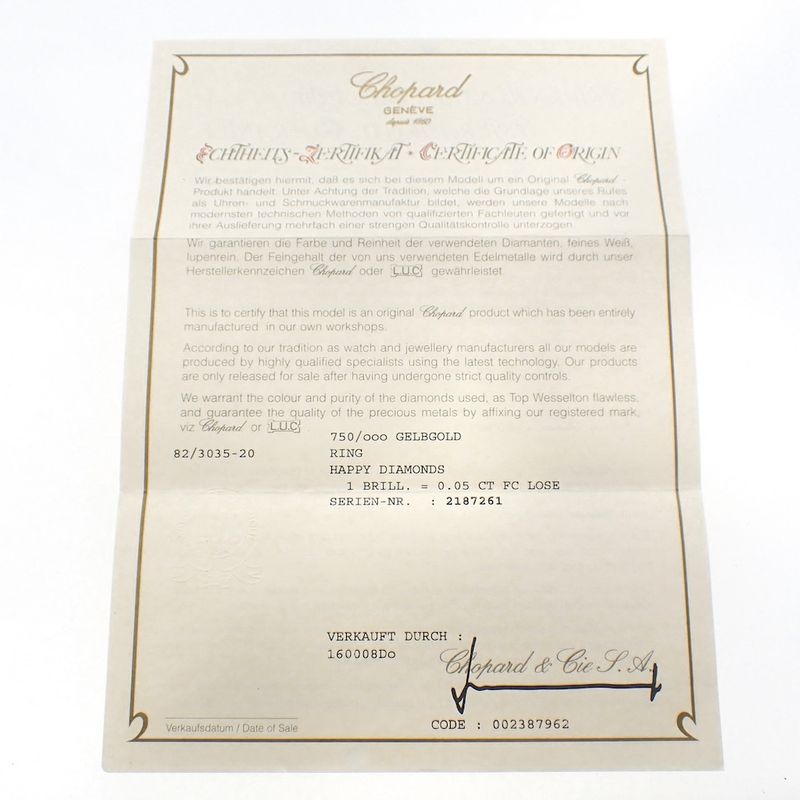 Chopard
GENÈVE
depuis 1860
ECHTHEITS-ZERTIFIKAT • CERTIFICATE OF ORIGIN
Wir bestätigen hiermit, daß es sich bei diesem Modell um ein Original Chopard -
Produkt handelt. Unter Achtung der Tradition, welche die Grundlage unseres Rufes
als Uhren- und Schmuckwarenmanufaktur bildet, werden unsere Modelle nach
modernsten technischen Methoden von qualifizierten Fachleuten gefertigt und vor
ihrer Auslieferung mehrfach einer strengen Qualitätskontrolle unterzogen.
Wir garantieren die Farbe und Reinheit der verwendeten Diamanten, feines Weiß,
lupenrein. Der Feingehalt der von uns verwendeten Edelmetalle wird durch unser
Herstellerkennzeichen Chopard oder L.U.C gewährleistet.
This is to certify that this model is an original Chopard product which has been entirely
manufactured in our own workshops.
According to our tradition as watch and jewellery manufacturers all our models are
produced by highly qualified specialists using the latest technology. Our products
are only released for sale after having undergone strict quality controls.
We warrant the colour and purity of the diamonds used, as Top Wesselton flawless,
and guarantee the quality of the precious metals by affixing our registered mark,
viz Chopard or L.U.C.
750/ooo GELBGOLD
82/3035-20 RING
HAPPY DIAMONDS
1 BRILL. = 0.05 CT FC LOSE
SERIEN-NR. : 2187261
VERKAUFT DURCH :
160008Do
Chopard & Cie S.A.
Verkaufsdatum / Date of Sale
CODE : 002387962